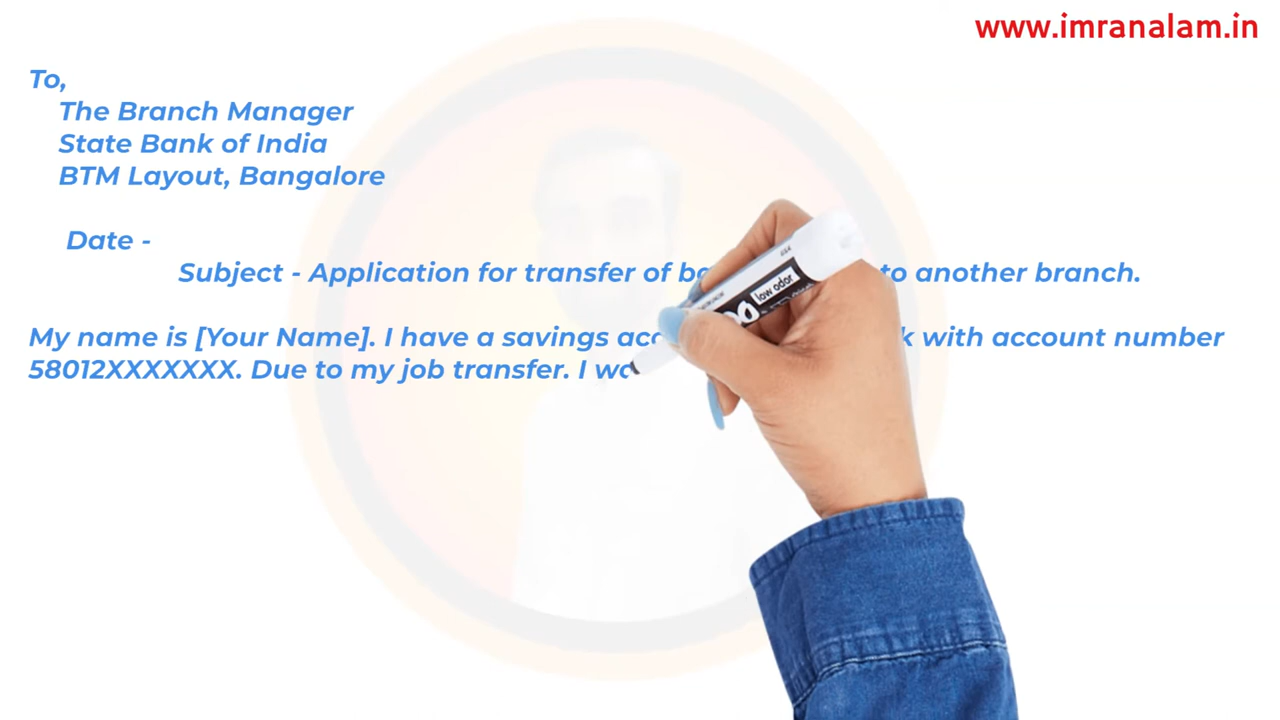 www.imranalam.in
To,
The Branch Manager
State Bank of India
BTM Layout, Bangalore
Date -
Subject - Application for transfer of to another branch.
My name is [Your Name]. I have a savings with account number
58012XXXXXXX. Due to my job transfer. I
low odor